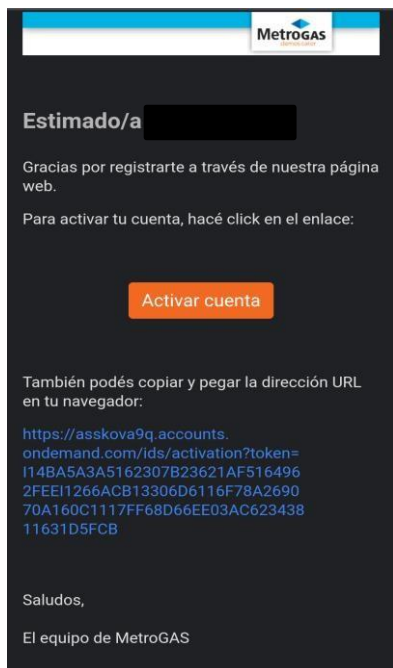 MetroGAS
Estimado/a
Gracias por registrarte a través de nuestra página
web.
Para activar tu cuenta, hacé click en el enlace:
Activar cuenta
También podés copiar y pegar la dirección URL
en tu navegador:
https://asskova9q.accounts.
ondemand.com/ids/activation?token=
I14BA5A3A5162307B23621AF516496
2FEEI1266ACB13306D6116F78A2690
70A160C1117FF68D66EE03AC623438
11631D5FCB
Saludos,
El equipo de MetroGAS